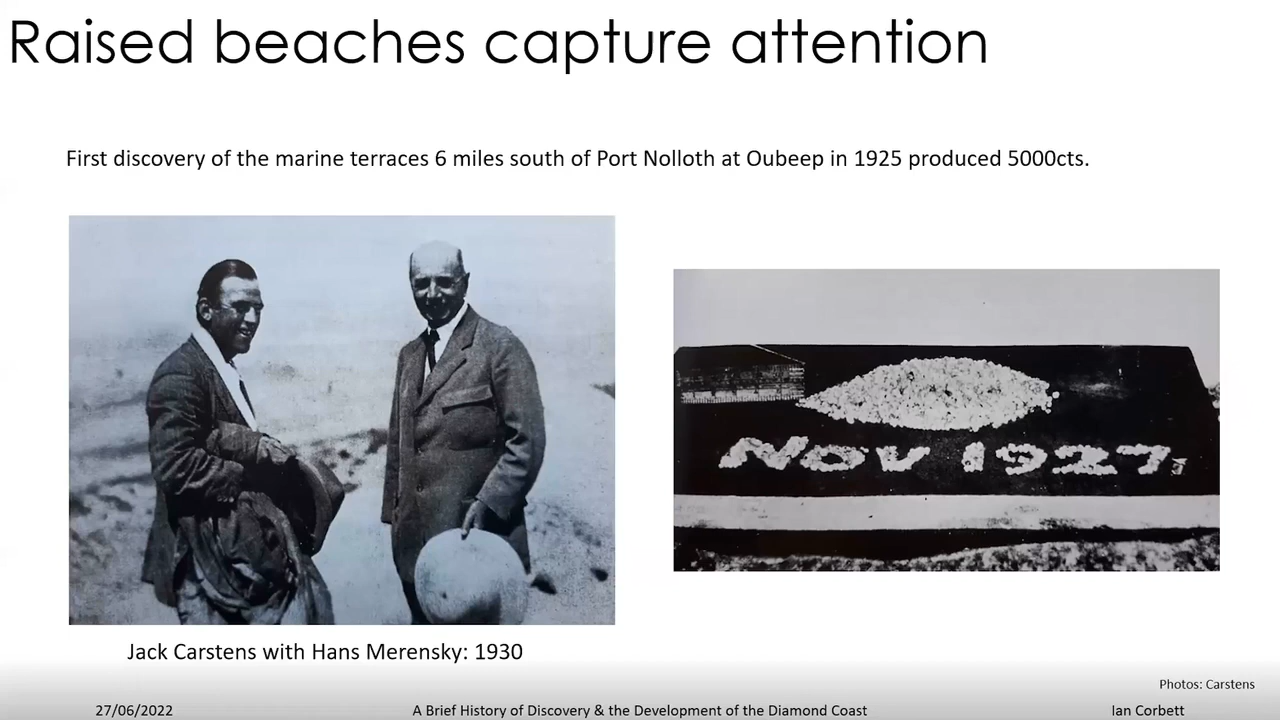 Raised beaches capture attention
First discovery of the marine terraces 6 miles south of Port Nolloth at Oubeep in 1925 produced 5000cts.
NOV 1927
Jack Carstens with Hans Merensky: 1930
Photos: Carstens
27/06/2022
A Brief History of Discovery & the Development of the Diamond Coast
Ian Corbett